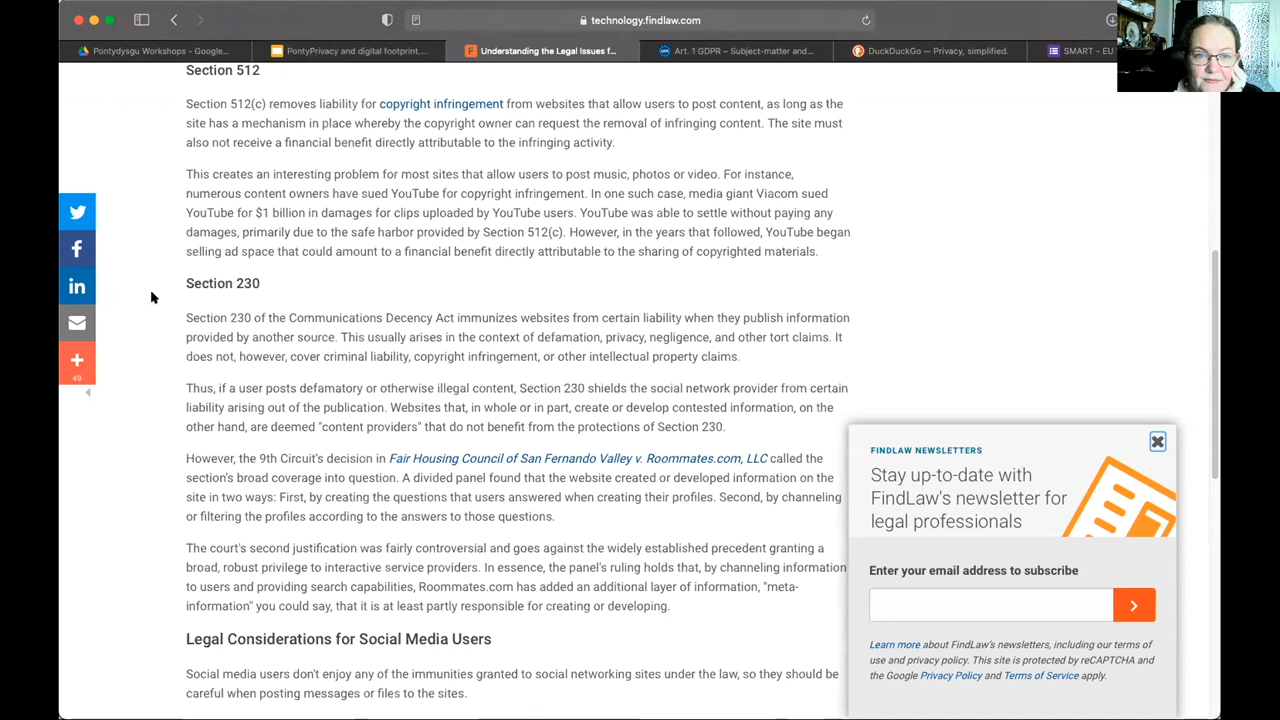 technology.findlaw.com
Pontydysgu Workshops - Google...
PontyPrivacy and digital footprint....
Understanding the Legal Issues f...
Art. 1 GDPR – Subject-matter and...
DuckDuckGo — Privacy, simplified.
SMART - EU
Section 512
Section 512(c) removes liability for copyright infringement from websites that allow users to post content, as long as the
site has a mechanism in place whereby the copyright owner can request the removal of infringing content. The site must
also not receive a financial benefit directly attributable to the infringing activity.
This creates an interesting problem for most sites that allow users to post music, photos or video. For instance,
numerous content owners have sued YouTube for copyright infringement. In one such case, media giant Viacom sued
YouTube for $1 billion in damages for clips uploaded by YouTube users. YouTube was able to settle without paying any
damages, primarily due to the safe harbor provided by Section 512(c). However, in the years that followed, YouTube began
selling ad space that could amount to a financial benefit directly attributable to the sharing of copyrighted materials.
Section 230
Section 230 of the Communications Decency Act immunizes websites from certain liability when they publish information
provided by another source. This usually arises in the context of defamation, privacy, negligence, and other tort claims. It
does not, however, cover criminal liability, copyright infringement, or other intellectual property claims.
Thus, if a user posts defamatory or otherwise illegal content, Section 230 shields the social network provider from certain
liability arising out of the publication. Websites that, in whole or in part, create or develop contested information, on the
other hand, are deemed "content providers" that do not benefit from the protections of Section 230.
However, the 9th Circuit's decision in Fair Housing Council of San Fernando Valley v. Roommates.com, LLC called the
section's broad coverage into question. A divided panel found that the website created or developed information on the
site in two ways: First, by creating the questions that users answered when creating their profiles. Second, by channeling
or filtering the profiles according to the answers to those questions.
The court's second justification was fairly controversial and goes against the widely established precedent granting a
broad, robust privilege to interactive service providers. In essence, the panel's ruling holds that, by channeling information
to users and providing search capabilities, Roommates.com has added an additional layer of information, "meta-
information" you could say, that it is at least partly responsible for creating or developing.
Legal Considerations for Social Media Users
Social media users don't enjoy any of the immunities granted to social networking sites under the law, so they should be
careful when posting messages or files to the sites.
in
49
FINDLAW NEWSLETTERS
Stay up-to-date with
FindLaw's newsletter for
legal professionals
Enter your email address to subscribe
Learn more about FindLaw's newsletters, including our terms of
use and privacy policy. This site is protected by reCAPTCHA and
the Google Privacy Policy and Terms of Service apply.